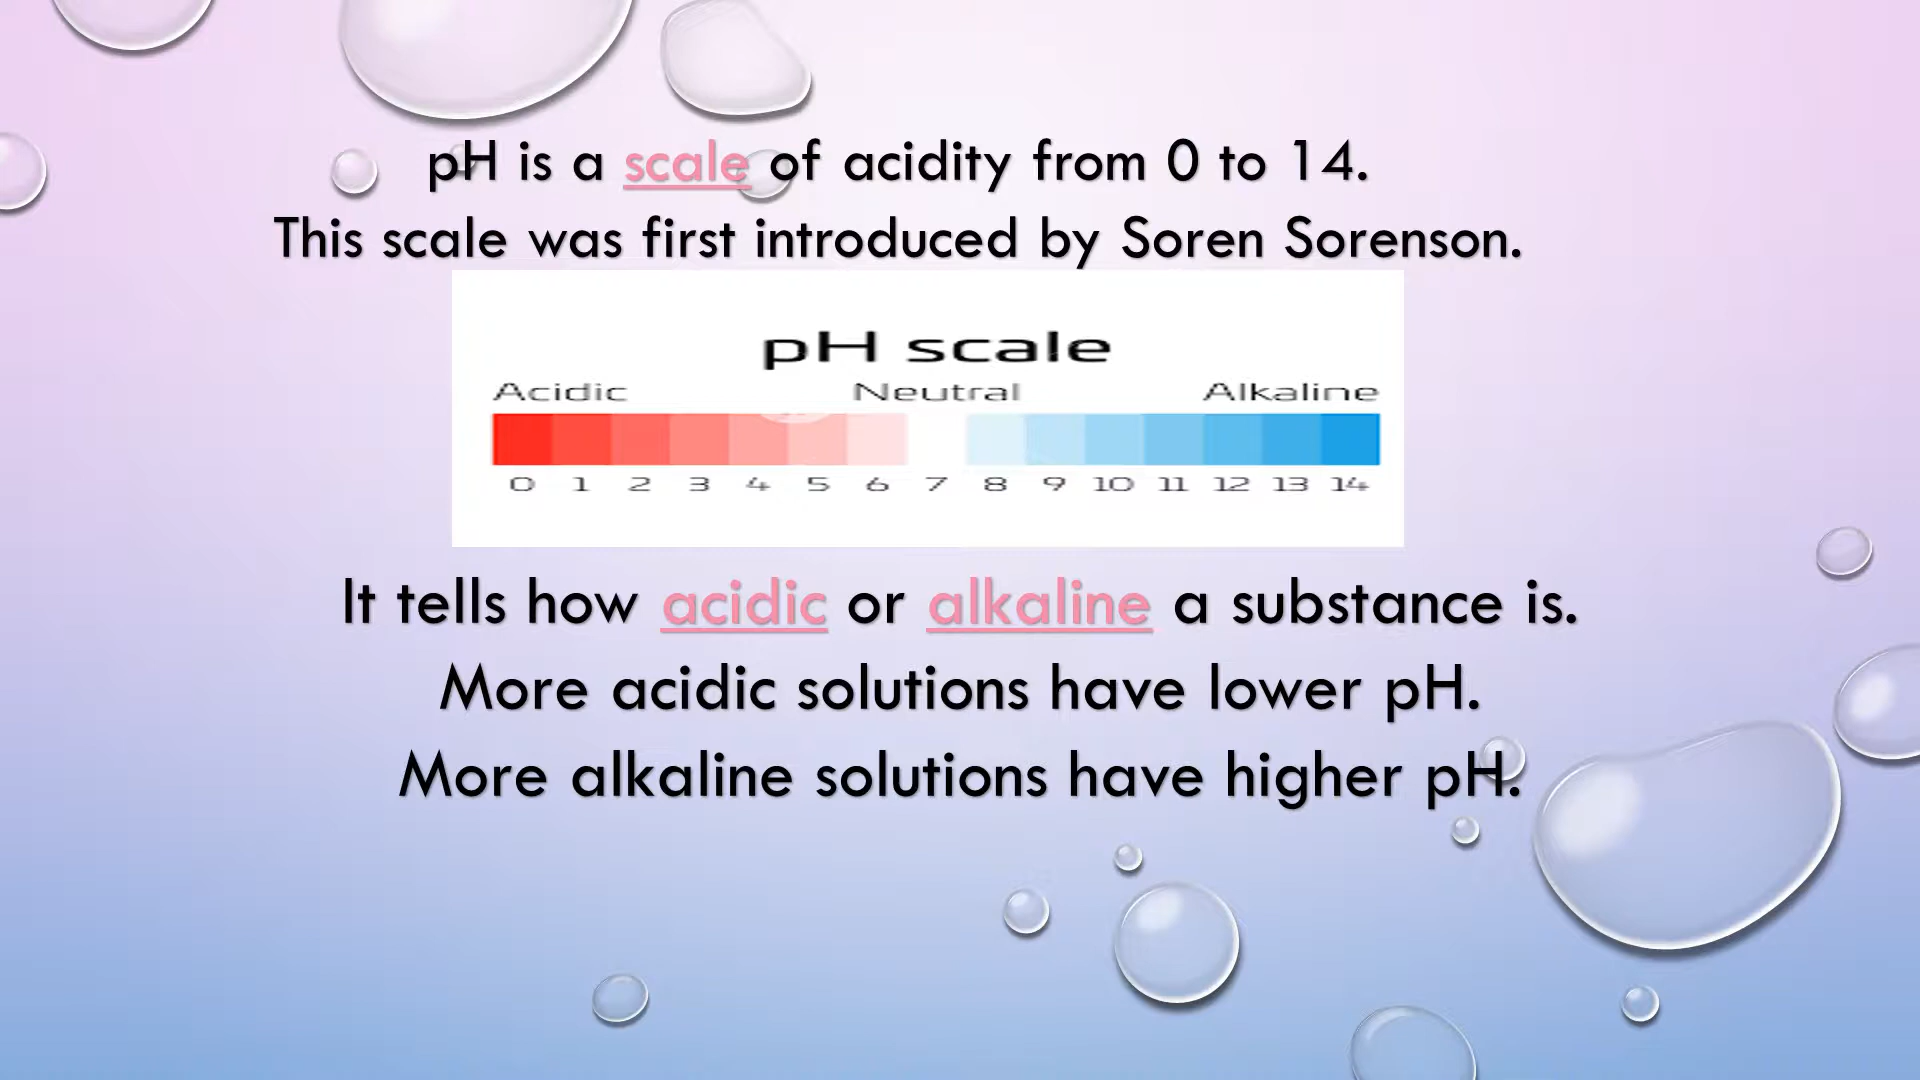 pH is a scale of acidity from 0 to 14.
This scale was first introduced by Soren Sorenson.
pH scale
Acidic Neutral Alkaline
0 1 2 3 4 5 6 7 8 9 10 11 12 13 14
It tells how acidic or alkaline a substance is.
More acidic solutions have lower pH.
More alkaline solutions have higher pH.